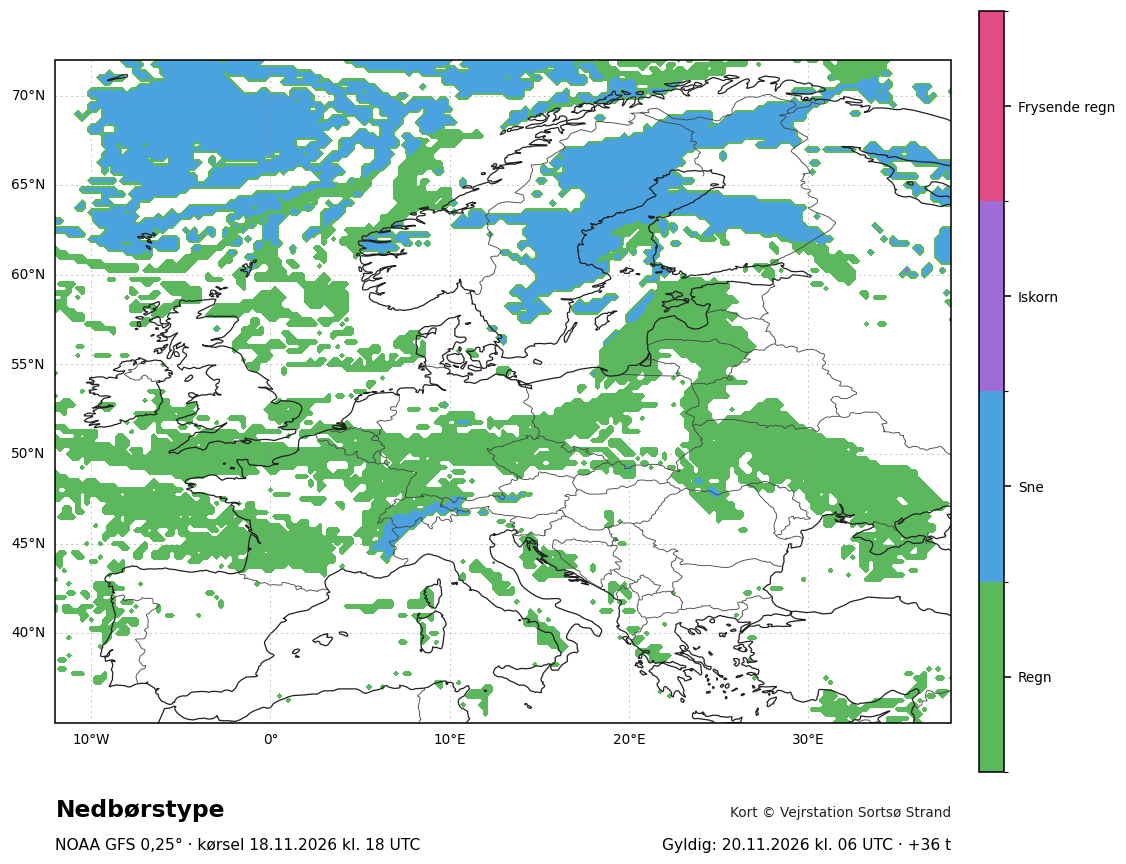 70°N
65°N
60°N
55°N
50°N
45°N
40°N
10°W
0°
10°E
20°E
30°E
Frysende regn
Iskorn
Sne
Regn
Nedbørstype
Kort © Vejrstation Sortsø Strand
NOAA GFS 0,25° · kørsel 18.11.2026 kl. 18 UTC
Gyldig: 20.11.2026 kl. 06 UTC · +36 t